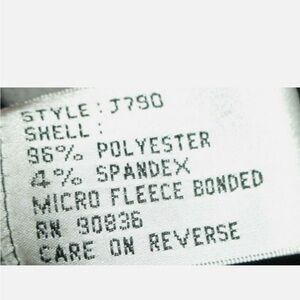 STYLE: J790
SHELL:
96% POLYESTER
4% SPANDEX
MICRO FLEECE BONDED
RN 90836
CARE ON REVERSE